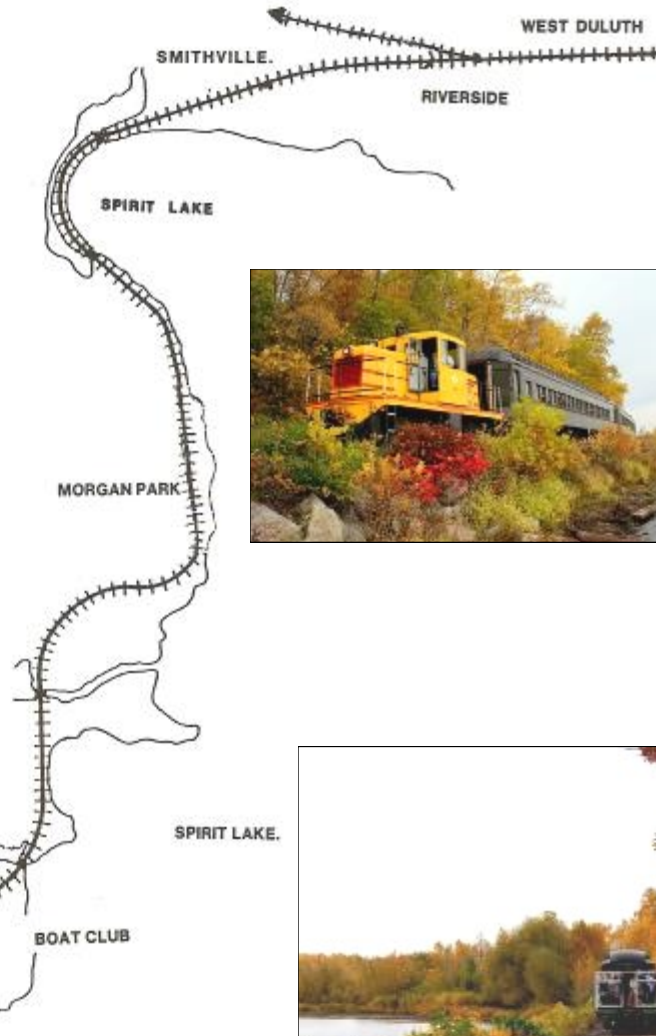 WEST DULUTH
SMITHVILLE.
RIVERSIDE
SPIRIT LAKE
MORGAN PARK
SPIRIT LAKE.
BOAT CLUB